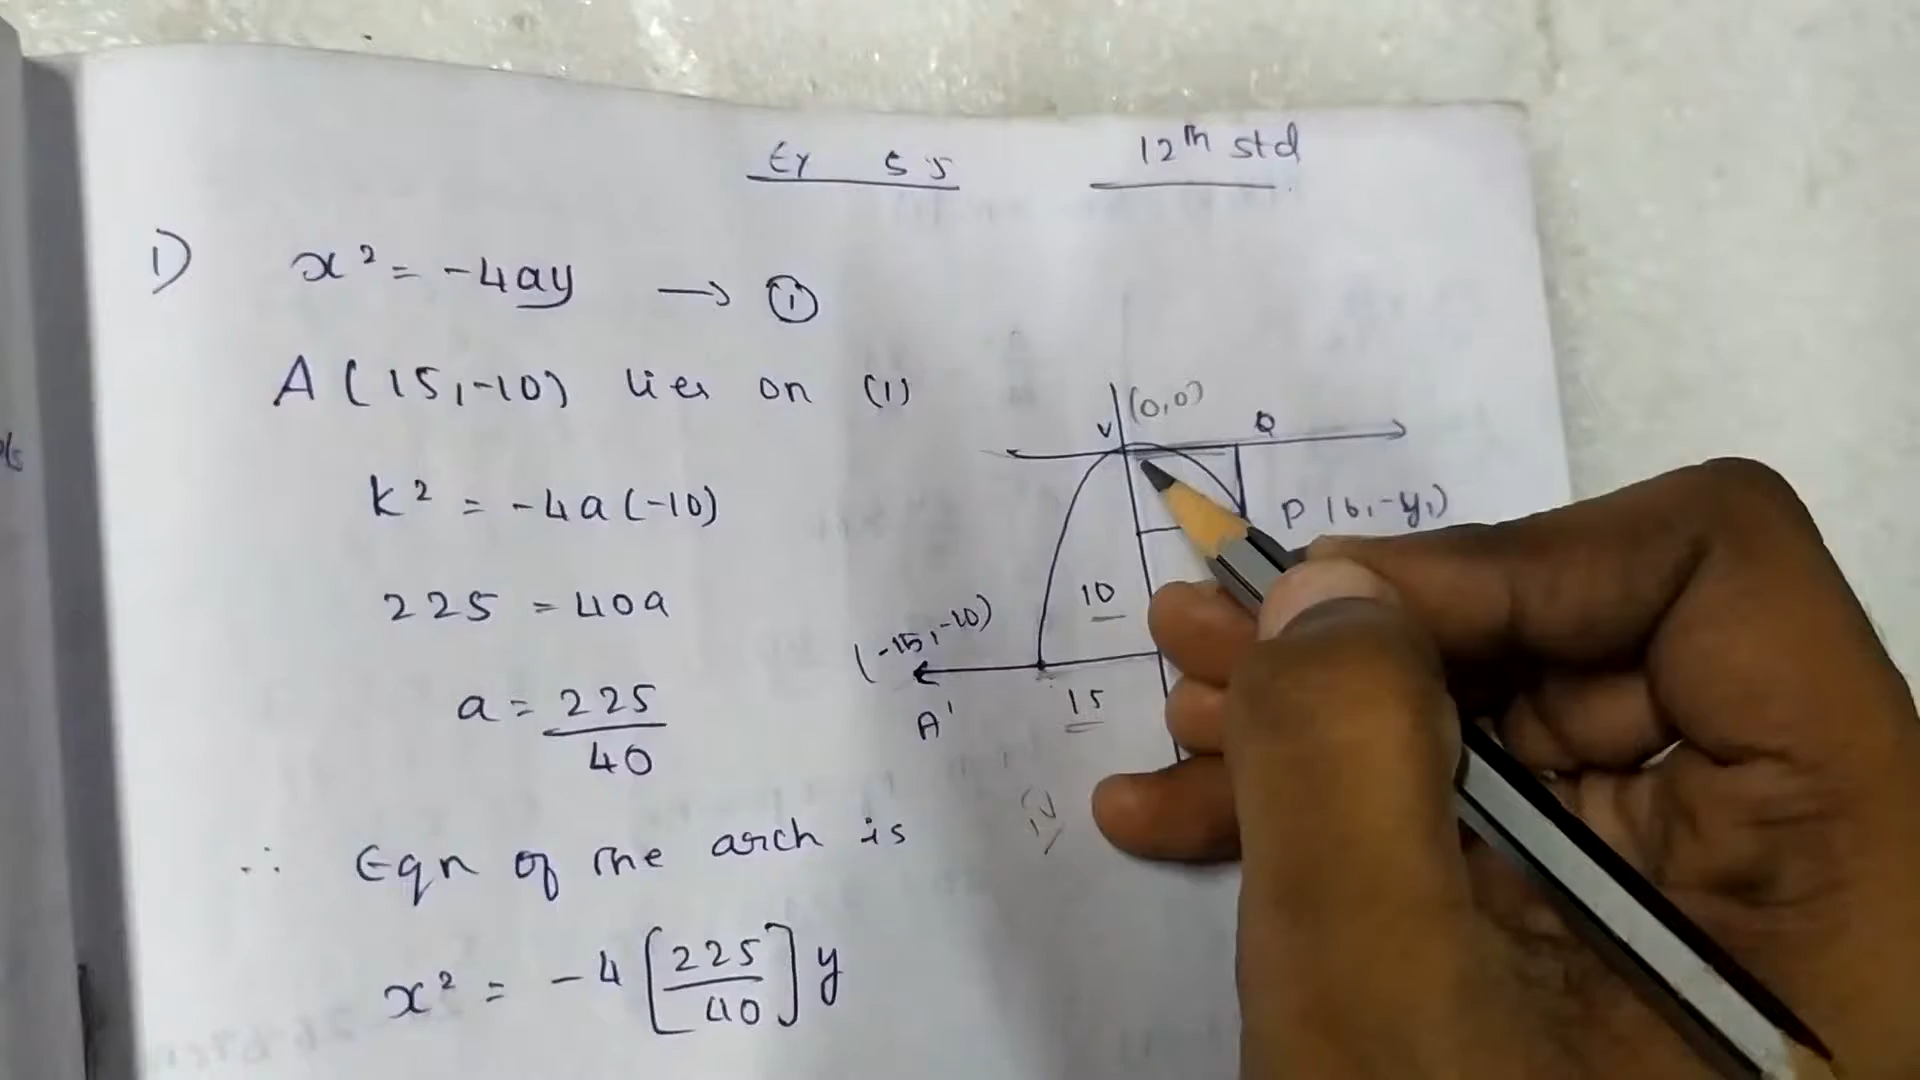 Ex 5.5
12th std
1) x² = -4ay → ①
A(15,-10) lies on (1)
k² = -4a(-10)
225 = 40a
a = 225/40
∴ Eqn of the arch is
x² = -4[225/40]y
V (0,0) Q
P(6,-y₁)
10
(-15,-10)
A' 15